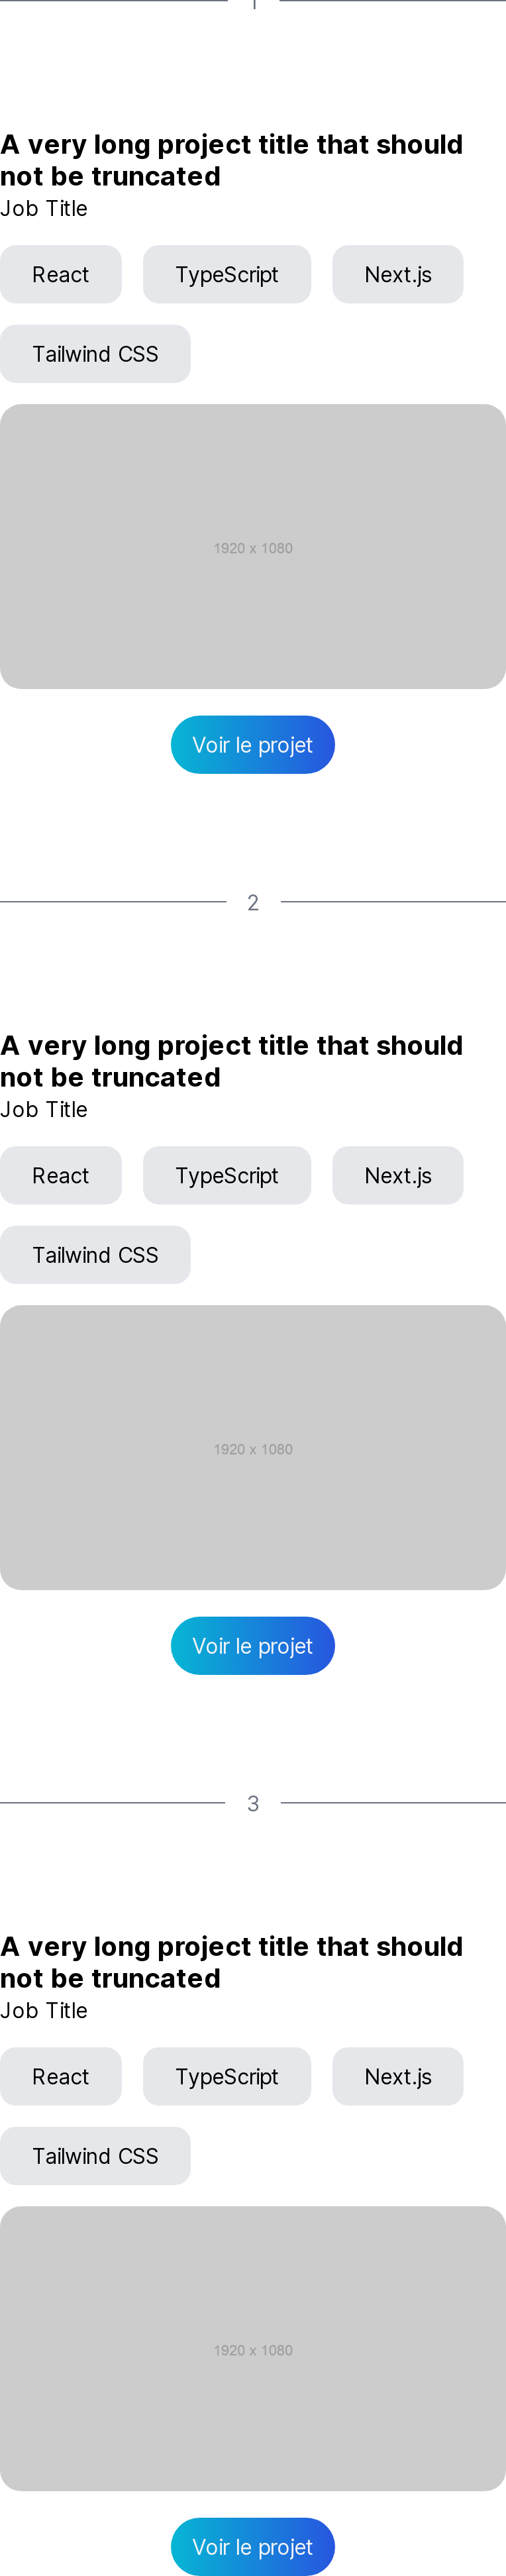 1
A very long project title that should
not be truncated
Job Title
React TypeScript Next.js
Tailwind CSS
1920 x 1080
Voir le projet
2
A very long project title that should
not be truncated
Job Title
React TypeScript Next.js
Tailwind CSS
1920 x 1080
Voir le projet
3
A very long project title that should
not be truncated
Job Title
React TypeScript Next.js
Tailwind CSS
1920 x 1080
Voir le projet